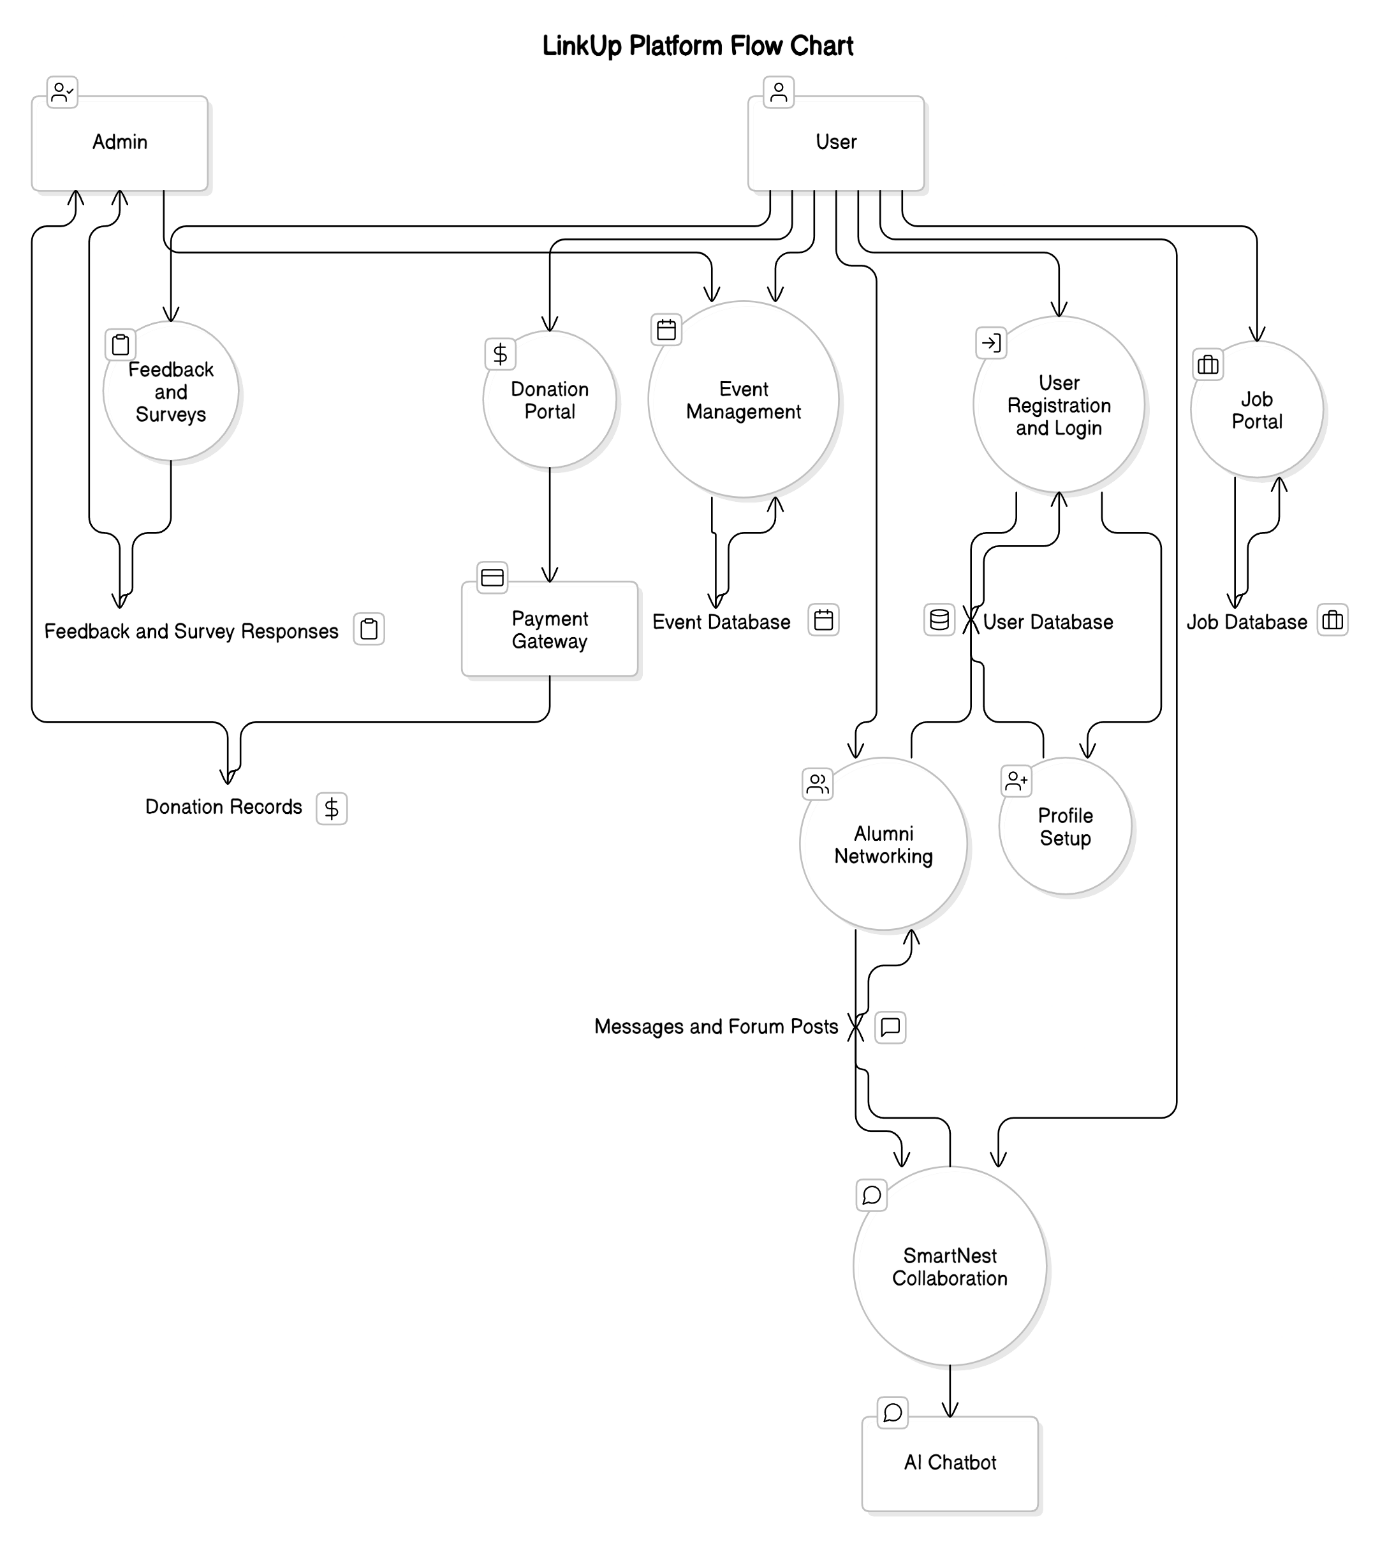 LinkUp Platform Flow Chart
Admin
User
Feedback
and
Surveys
Donation
Portal
Event
Management
User
Registration
and Login
Job
Portal
Feedback and Survey Responses
Payment
Gateway
Event Database
User Database
Job Database
Donation Records
Alumni
Networking
Profile
Setup
Messages and Forum Posts
SmartNest
Collaboration
AI Chatbot